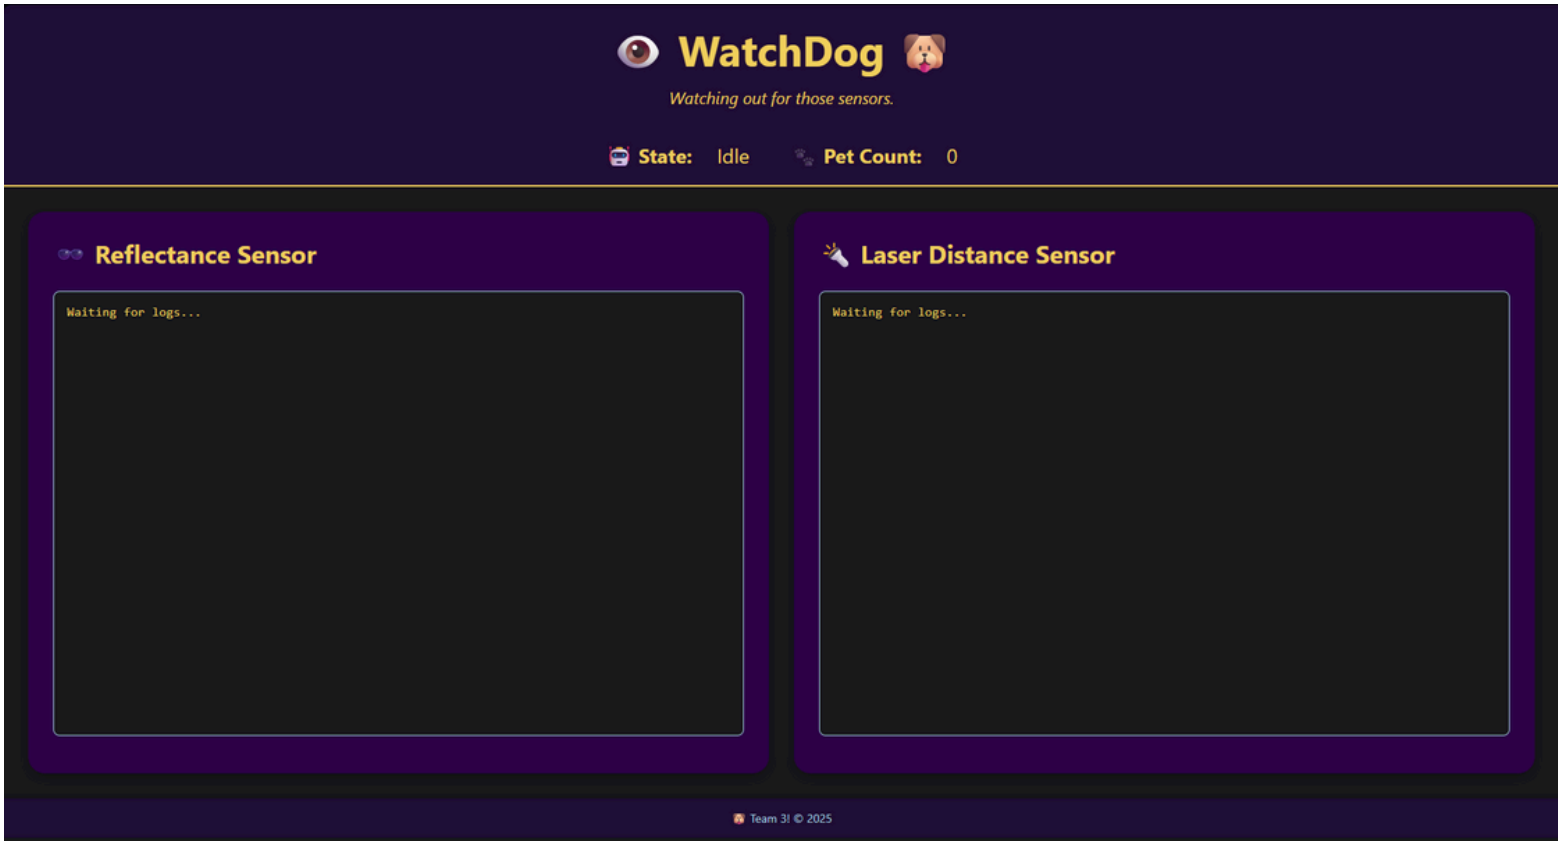 WatchDog
Watching out for those sensors.
State: Idle Pet Count: 0
Reflectance Sensor
Waiting for logs...
Laser Distance Sensor
Waiting for logs...
Team 3! © 2025